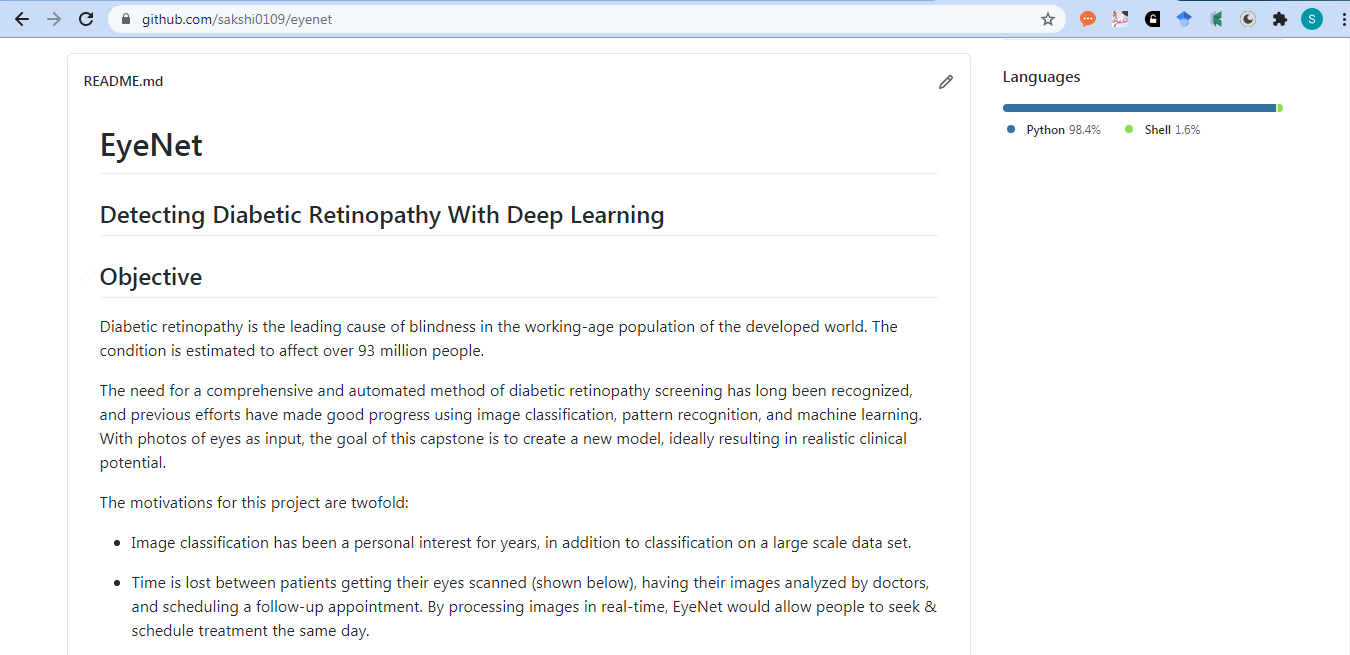 github.com/sakshi0109/eyenet
S
README.md
EyeNet
Detecting Diabetic Retinopathy With Deep Learning
Objective
Diabetic retinopathy is the leading cause of blindness in the working-age population of the developed world. The
condition is estimated to affect over 93 million people.
The need for a comprehensive and automated method of diabetic retinopathy screening has long been recognized,
and previous efforts have made good progress using image classification, pattern recognition, and machine learning.
With photos of eyes as input, the goal of this capstone is to create a new model, ideally resulting in realistic clinical
potential.
The motivations for this project are twofold:
• Image classification has been a personal interest for years, in addition to classification on a large scale data set.
• Time is lost between patients getting their eyes scanned (shown below), having their images analyzed by doctors,
and scheduling a follow-up appointment. By processing images in real-time, EyeNet would allow people to seek &
schedule treatment the same day.
Languages
Python 98.4% Shell 1.6%